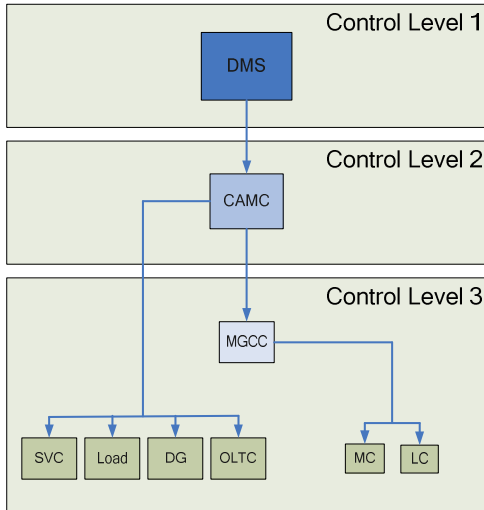 Control Level 1
DMS
Control Level 2
CAMC
Control Level 3
MGCC
SVC
Load
DG
OLTC
MC
LC